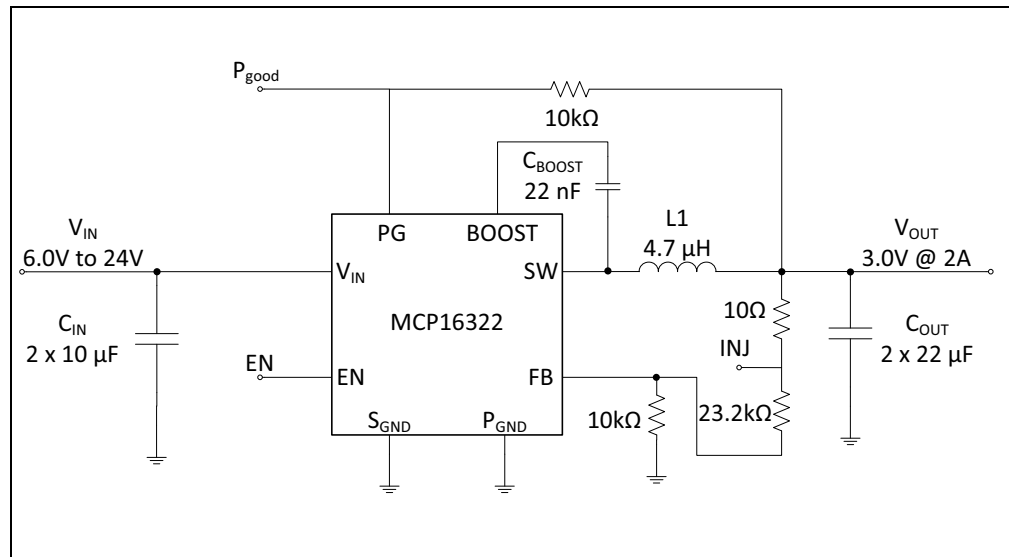 Pgood
10kΩ
CBOOST
22 nF
L1
4.7 µH
VIN
6.0V to 24V
PG
BOOST
VOUT
3.0V @ 2A
VIN
SW
MCP16322
10Ω
CIN
2 x 10 µF
COUT
2 x 22 µF
INJ
EN
EN
FB
10kΩ
23.2kΩ
SGND
PGND